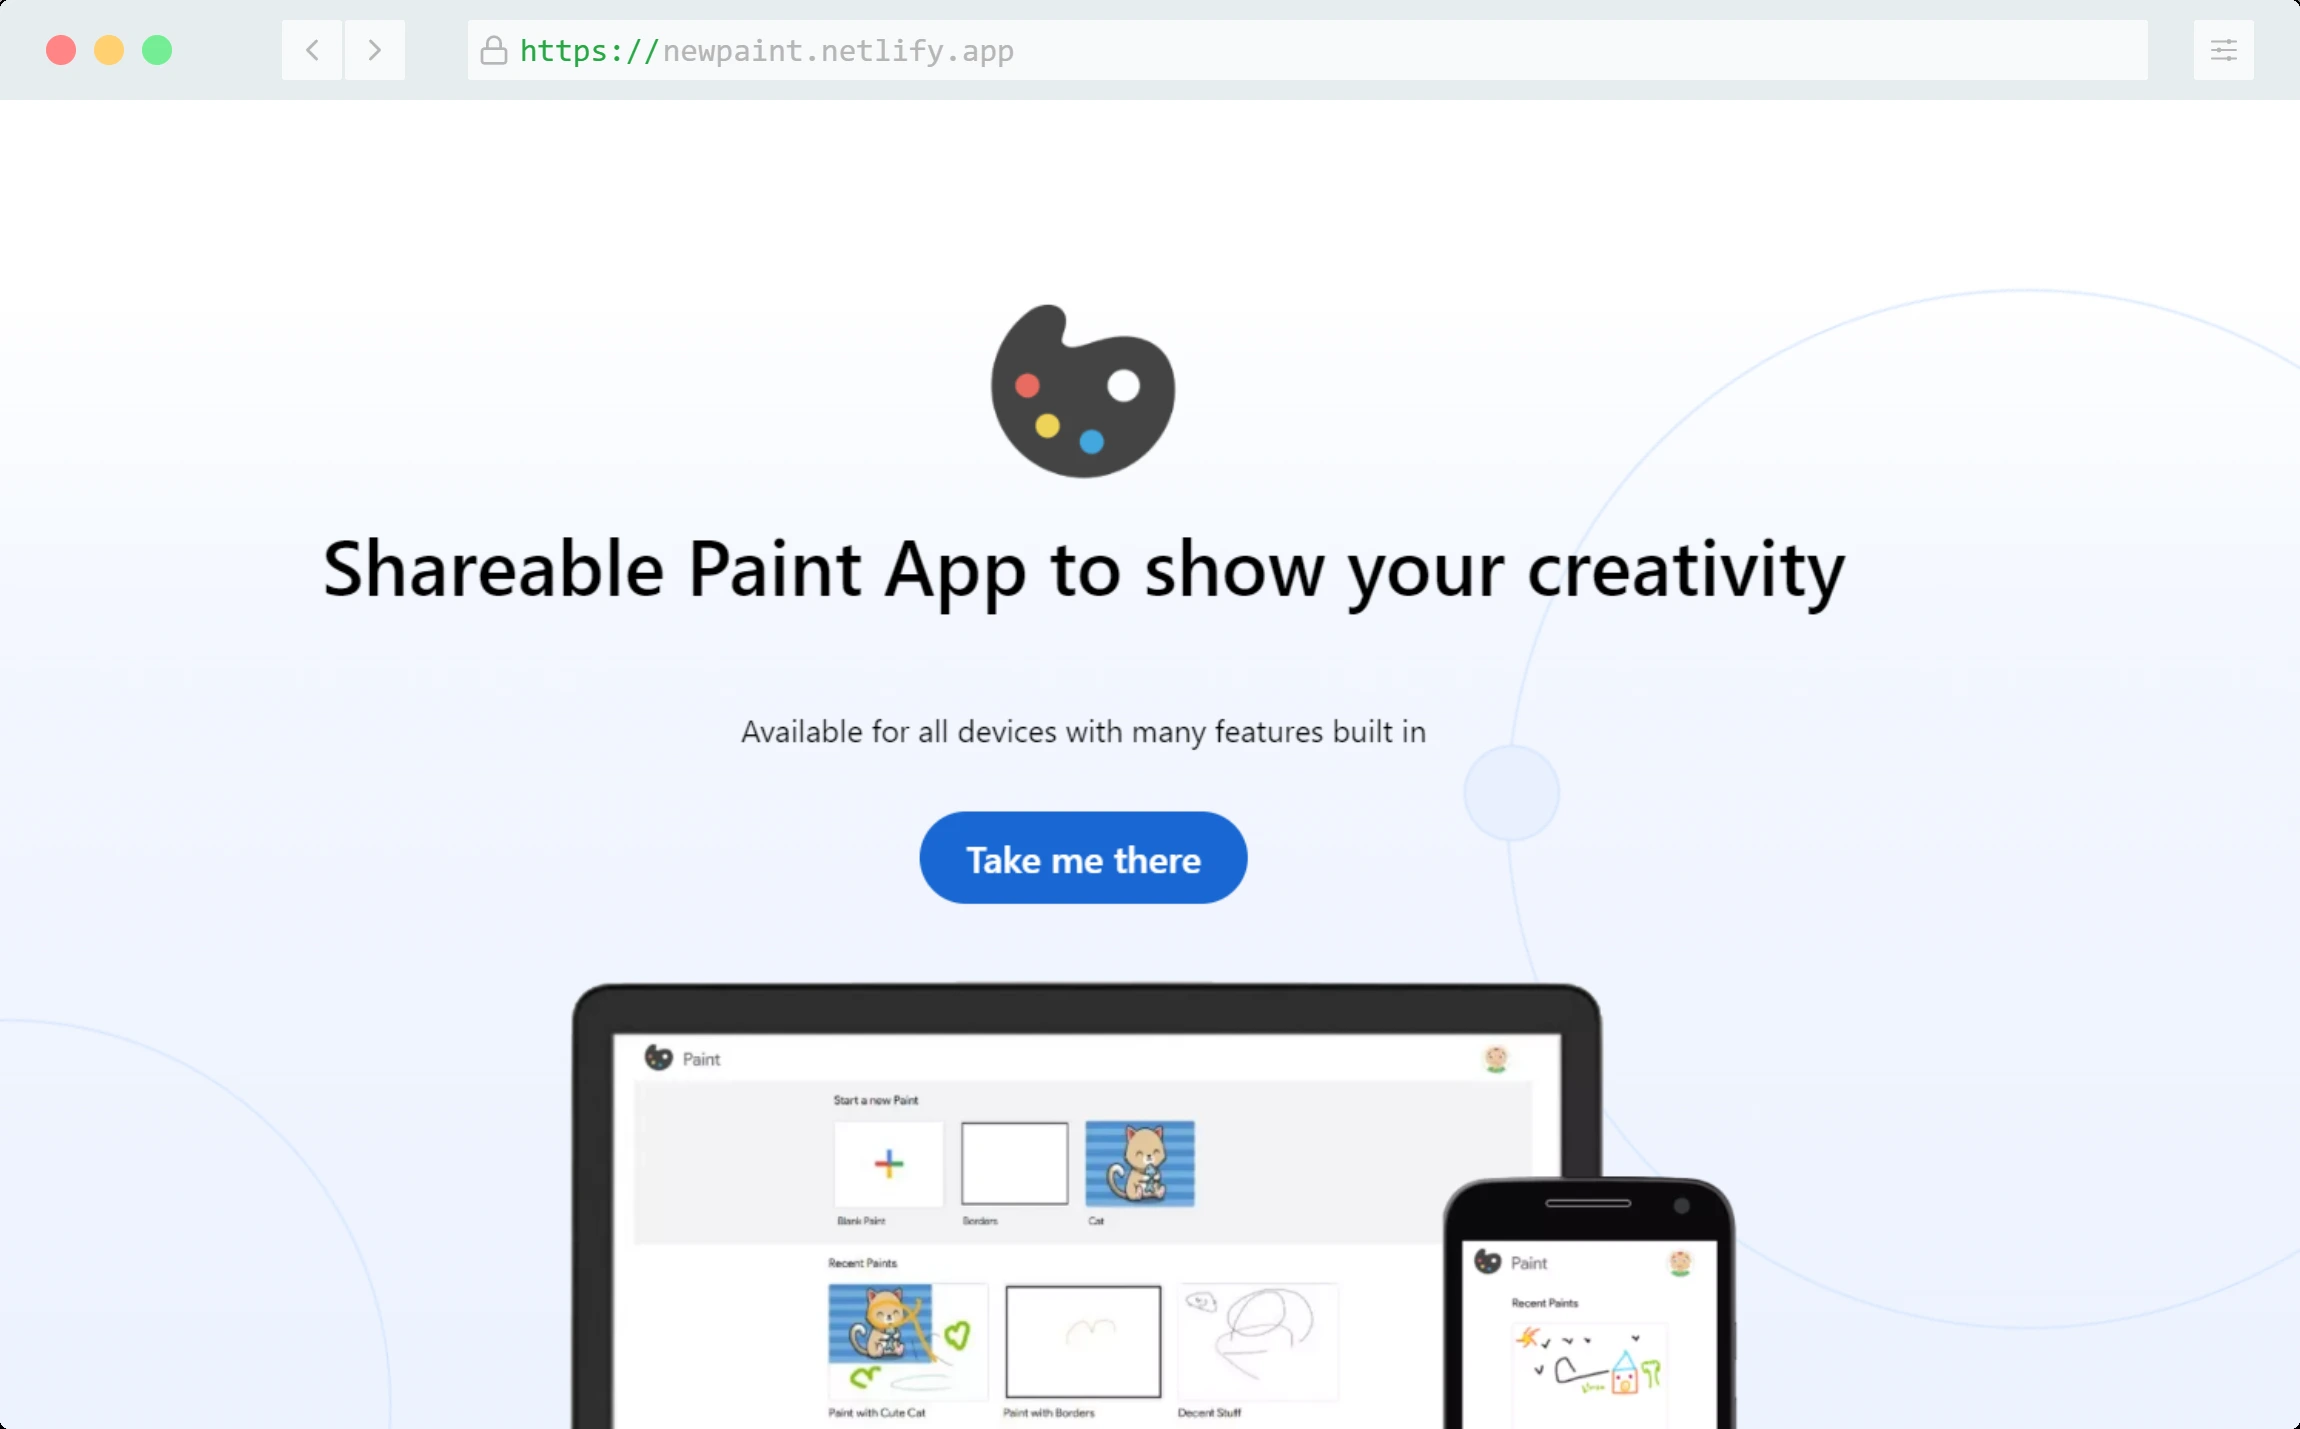 https://newpaint.netlify.app
Shareable Paint App to show your creativity
Available for all devices with many features built in
Take me there
Paint
Start a new Paint
Blank Paint
Borders
Cat
Recent Paints
Paint with Cute Cat
Paint with Borders
Decent Stuff
Paint
Recent Paints